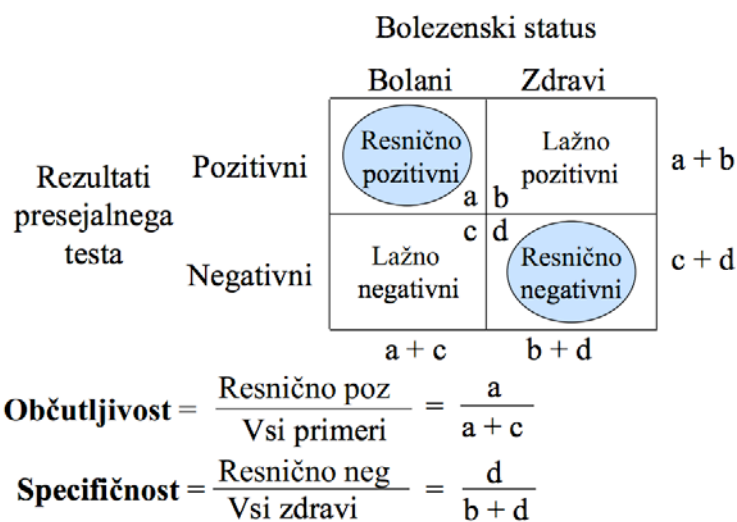 Bolezenski status
Bolani Zdravi
Rezultati
presejalnega
testa
Pozitivni
Resnično
pozitivni
a
Lažno
pozitivni
b
a + b
Negativni
c
Lažno
negativni
d
Resnično
negativni
c + d
a + c b + d
Občutljivost = Resnično poz
Vsi primeri
= a
a + c
Specifičnost = Resnično neg
Vsi zdravi
= d
b + d